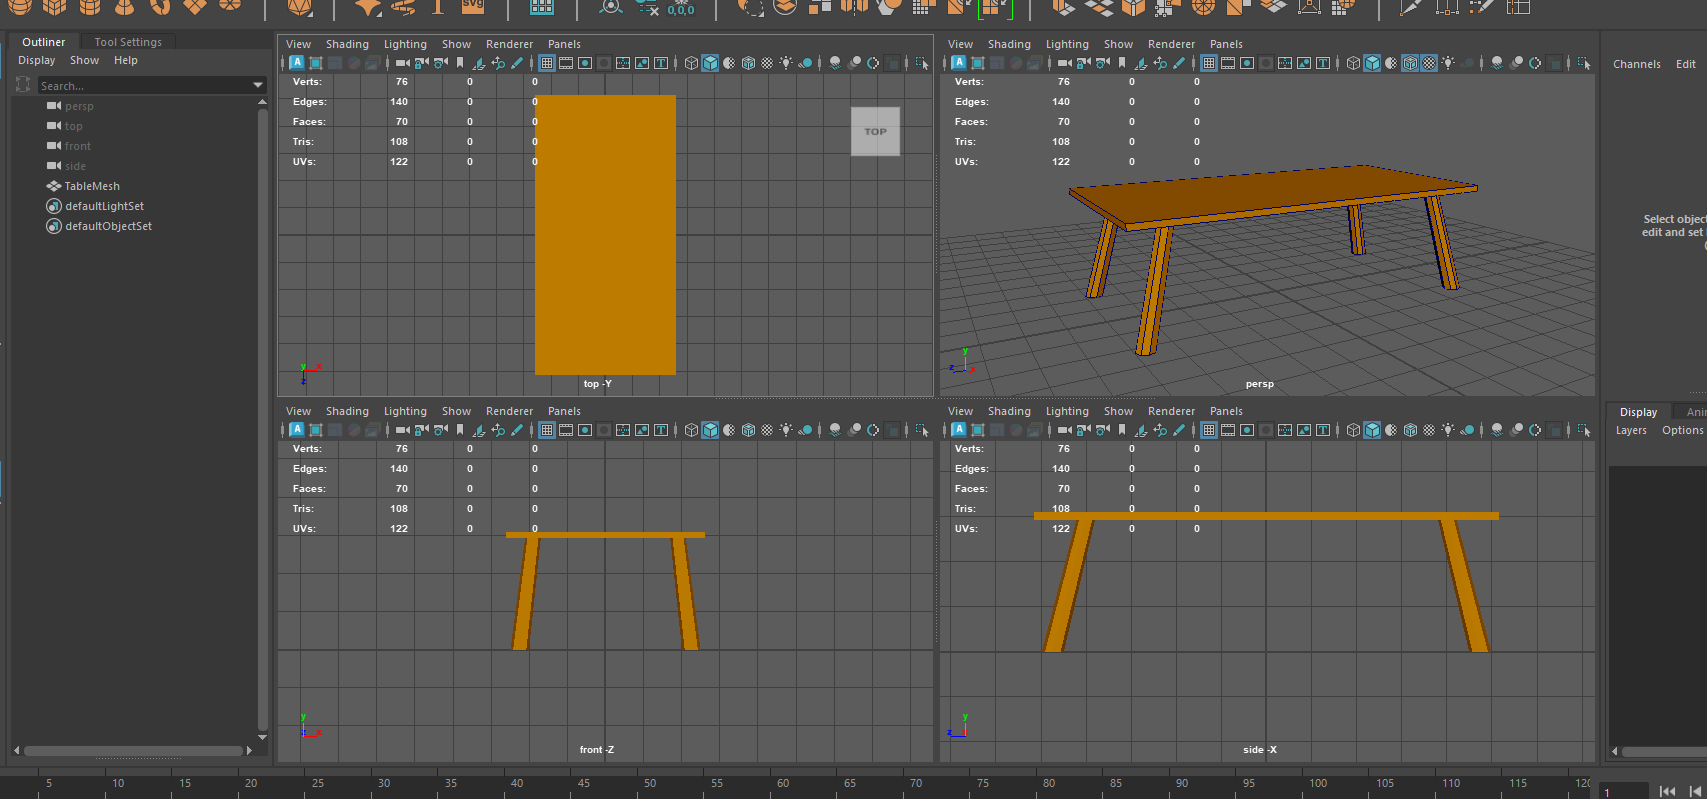 SVG
0,0,0
Outliner Tool Settings
Display Show Help
Search...
persp
top
front
side
TableMesh
defaultLightSet
defaultObjectSet
View Shading Lighting Show Renderer Panels
Verts: 76 0 0
Edges: 140 0 0
Faces: 70 0 0
Tris: 108 0 0
UVs: 122 0 0
TOP
y x
z
top -Y
View Shading Lighting Show Renderer Panels
Verts: 76 0 0
Edges: 140 0 0
Faces: 70 0 0
Tris: 108 0 0
UVs: 122 0 0
y
z x
persp
View Shading Lighting Show Renderer Panels
Verts: 76 0 0
Edges: 140 0 0
Faces: 70 0 0
Tris: 108 0 0
UVs: 122 0 0
y
z x
front -Z
View Shading Lighting Show Renderer Panels
Verts: 76 0 0
Edges: 140 0 0
Faces: 70 0 0
Tris: 108 0 0
UVs: 122 0 0
y
z
side -X
Channels Edit
Select objec
edit and set
Display Ani
Layers Options
5 10 15 20 25 30 35 40 45 50 55 60 65 70 75 80 85 90 95 100 105 110 115 120
1